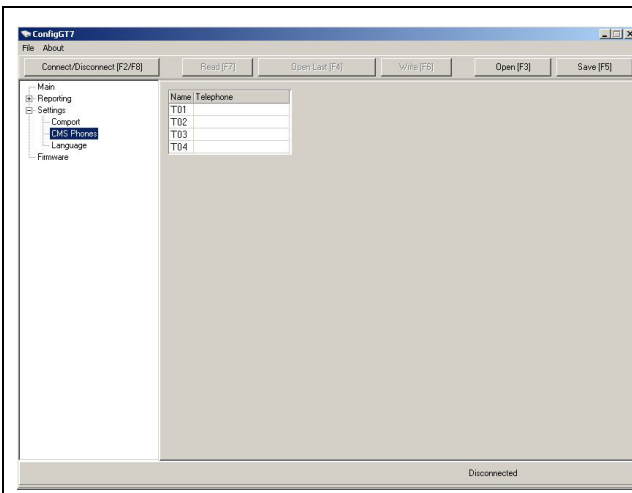 ConfigGT7
File About
Connect/Disconnect [F2/F8] Read [F7] Open Last [F4] Write [F6] Open [F3] Save [F5]
Main
Reporting
Settings
Comport
CMS Phones
Language
Firmware
Name Telephone
T01
T02
T03
T04
Disconnected